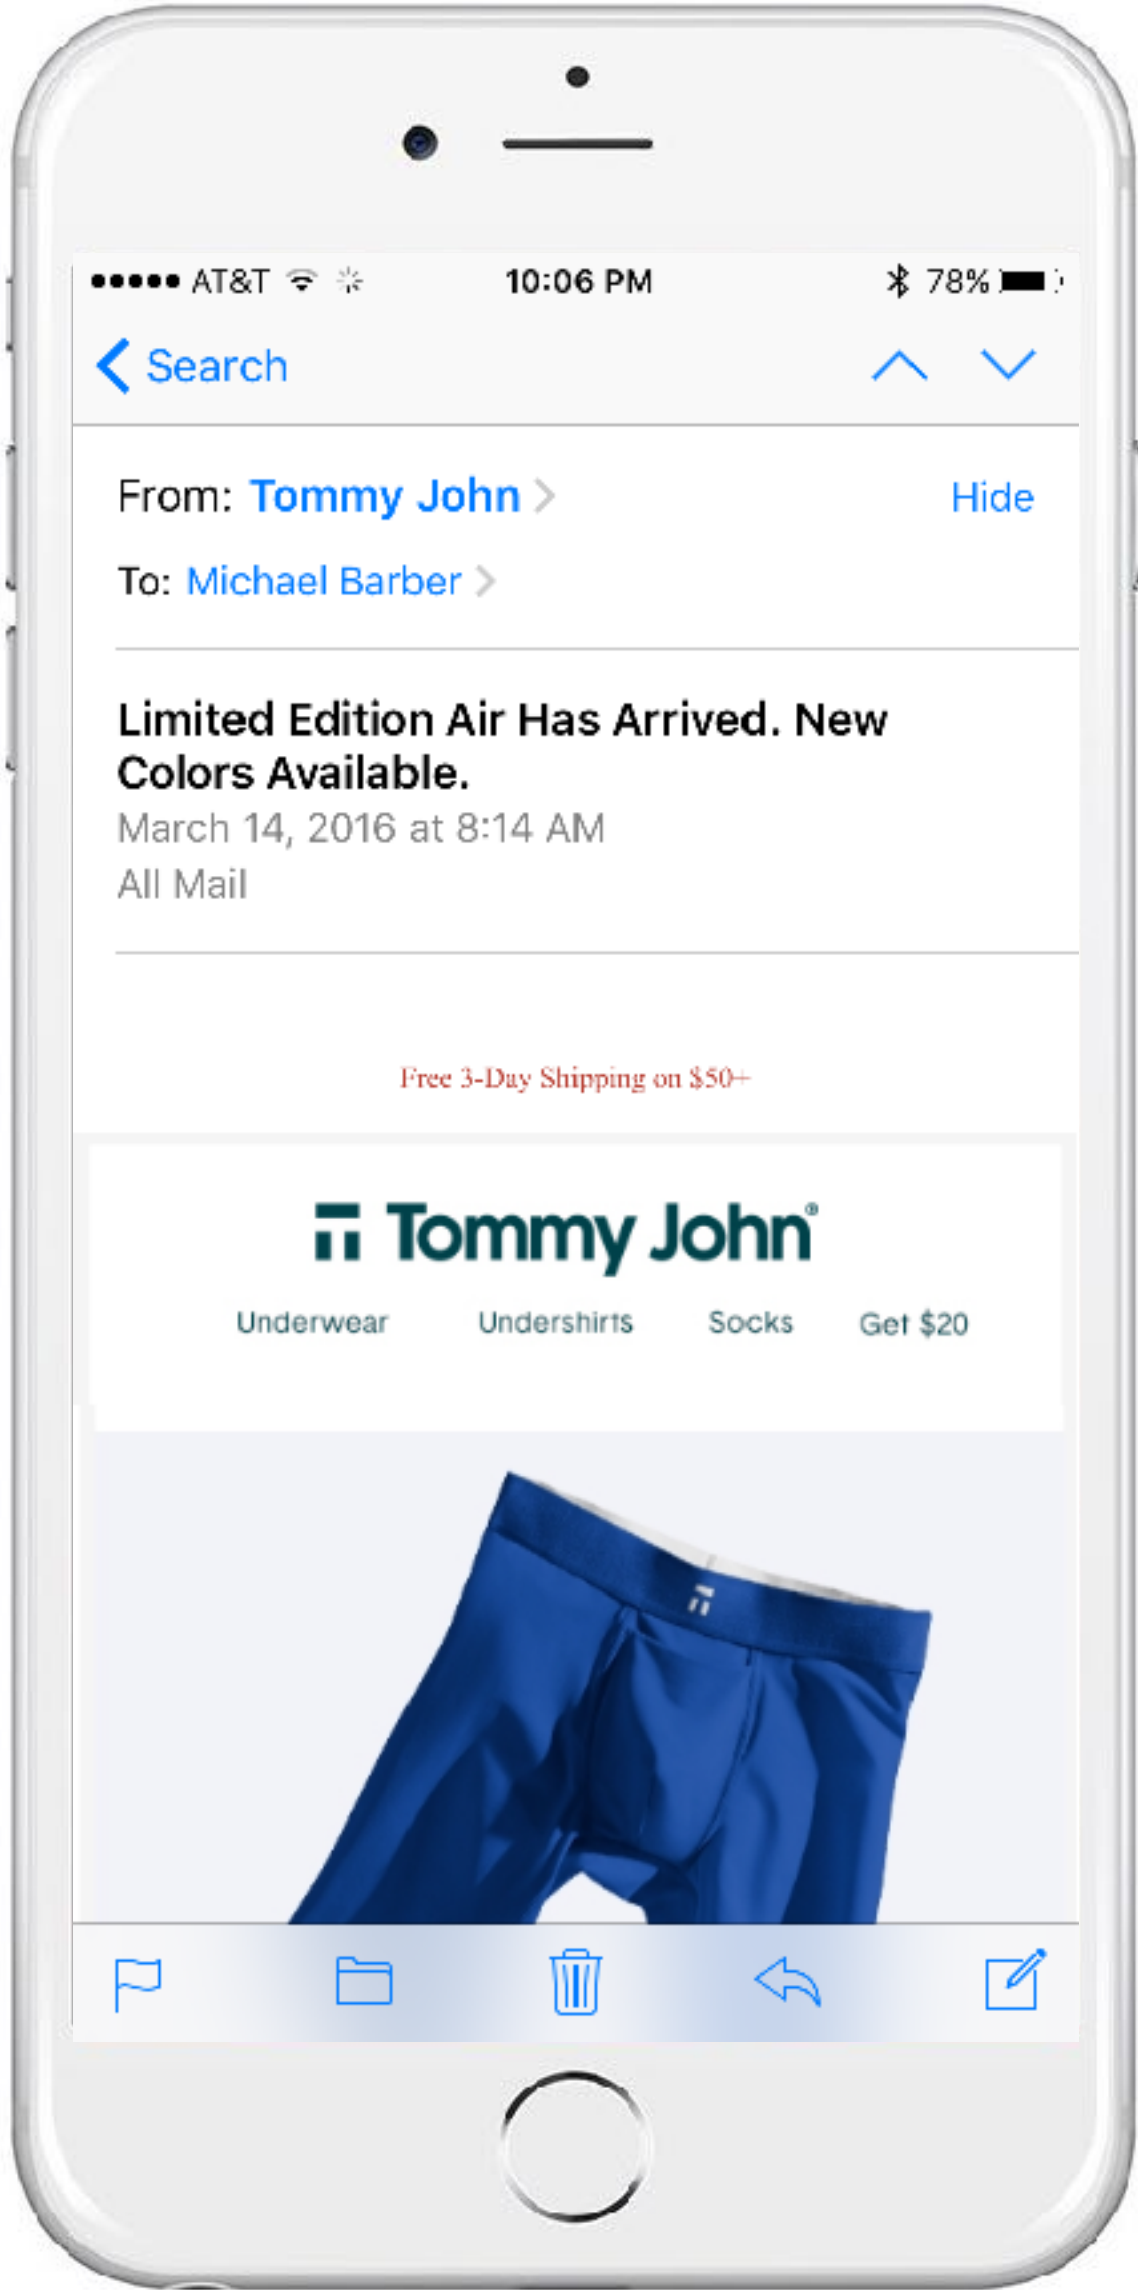 AT&T 10:06 PM 78%
Search
From: Tommy John Hide
To: Michael Barber
Limited Edition Air Has Arrived. New
Colors Available.
March 14, 2016 at 8:14 AM
All Mail
Free 3-Day Shipping on $50+
Tommy John®
Underwear Undershirts Socks Get $20